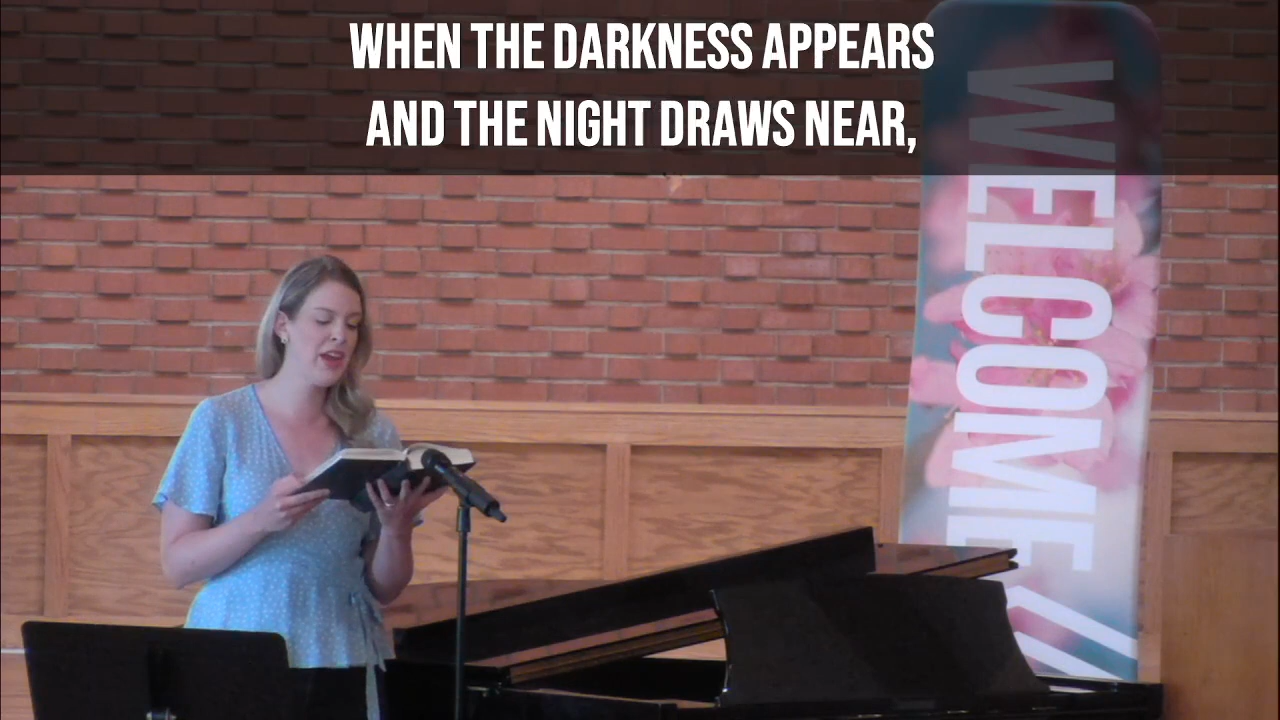 WHEN THE DARKNESS APPEARS
AND THE NIGHT DRAWS NEAR,
WELCOME